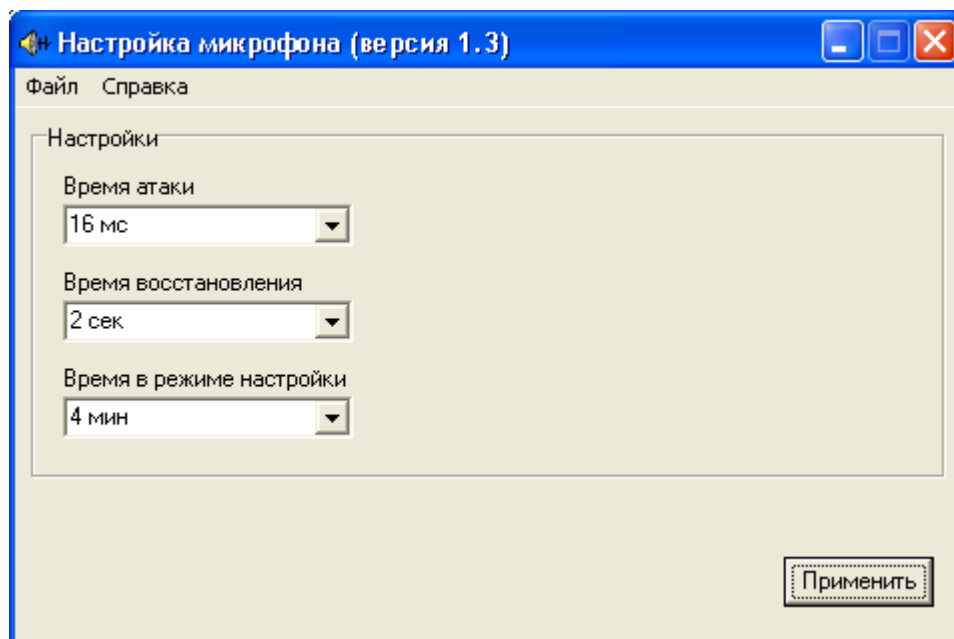 Настройка микрофона (версия 1.3)
Файл Справка
Настройки
Время атаки
16 мс
Время восстановления
2 сек
Время в режиме настройки
4 мин
Применить